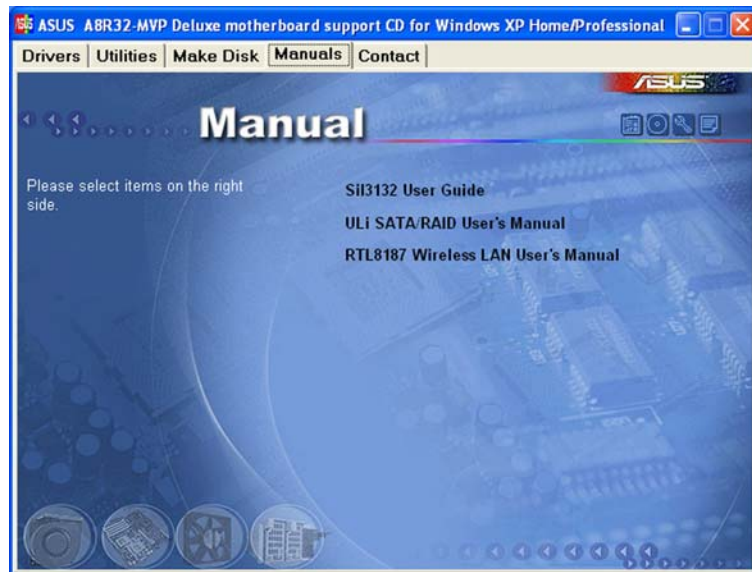 ASUS A8R32-MVP Deluxe motherboard support CD for Windows XP Home/Professional
Drivers Utilities Make Disk Manuals Contact
ASUS
Manual
Please select items on the right
side.
SiI3132 User Guide
ULi SATA/RAID User's Manual
RTL8187 Wireless LAN User's Manual